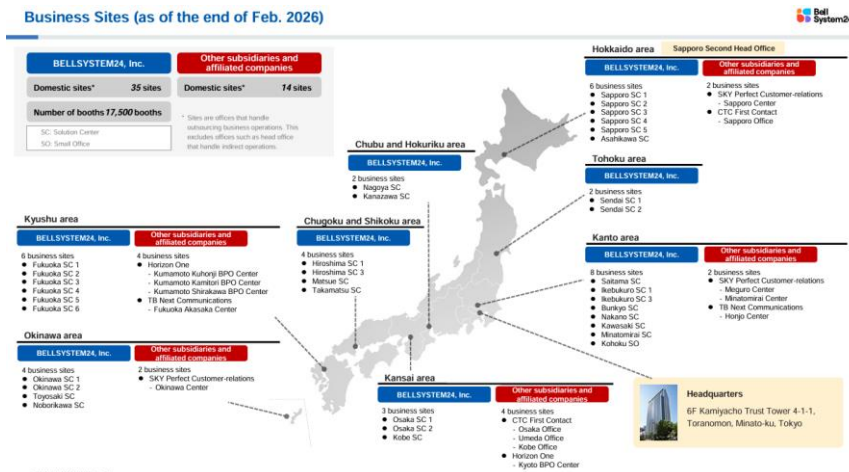 Business Sites (as of the end of Feb. 2026)
Bell
System24
BELLSYSTEM24, Inc.
Other subsidiaries and
affiliated companies
Domestic sites* 35 sites
Domestic sites* 14 sites
Number of booths 17,500 booths
SC: Solution Center
SO: Small Office
* Sites are offices that handle
outsourcing business operations. This
excludes offices such as head office
that handle indirect operations.
Hokkaido area
Sapporo Second Head Office
BELLSYSTEM24, Inc.
Other subsidiaries and
affiliated companies
6 business sites
● Sapporo SC 1
● Sapporo SC 2
● Sapporo SC 3
● Sapporo SC 4
● Sapporo SC 5
● Asahikawa SC
2 business sites
● SKY Perfect Customer-relations
- Sapporo Center
● CTC First Contact
- Sapporo Office
Chubu and Hokuriku area
BELLSYSTEM24, Inc.
2 business sites
● Nagoya SC
● Kanazawa SC
Tohoku area
BELLSYSTEM24, Inc.
2 business sites
● Sendai SC 1
● Sendai SC 2
Kyushu area
BELLSYSTEM24, Inc.
Other subsidiaries and
affiliated companies
6 business sites
● Fukuoka SC 1
● Fukuoka SC 2
● Fukuoka SC 3
● Fukuoka SC 4
● Fukuoka SC 5
● Fukuoka SC 6
4 business sites
● Horizon One
- Kumamoto Kuhonji BPO Center
- Kumamoto Kamitori BPO Center
- Kumamoto Shirakawa BPO Center
● TB Next Communications
- Fukuoka Akasaka Center
Chugoku and Shikoku area
BELLSYSTEM24, Inc.
4 business sites
● Hiroshima SC 1
● Hiroshima SC 3
● Matsue SC
● Takamatsu SC
Kanto area
BELLSYSTEM24, Inc.
Other subsidiaries and
affiliated companies
8 business sites
● Saitama SC
● Ikebukuro SC 1
● Ikebukuro SC 3
● Bunkyo SC
● Nakano SC
● Kawasaki SC
● Minatomirai SC
● Kohoku SO
2 business sites
● SKY Perfect Customer-relations
- Meguro Center
- Minatomirai Center
● TB Next Communications
- Honjo Center
Okinawa area
BELLSYSTEM24, Inc.
Other subsidiaries and
affiliated companies
4 business sites
● Okinawa SC 1
● Okinawa SC 2
● Toyosaki SC
● Noborikawa SC
2 business sites
● SKY Perfect Customer-relations
- Okinawa Center
Kansai area
BELLSYSTEM24, Inc.
Other subsidiaries and
affiliated companies
3 business sites
● Osaka SC 1
● Osaka SC 2
● Kobe SC
4 business sites
● CTC First Contact
- Osaka Office
- Umeda Office
- Kobe Office
● Horizon One
- Kyoto BPO Center
Headquarters
6F Kamiyacho Trust Tower 4-1-1,
Toranomon, Minato-ku, Tokyo